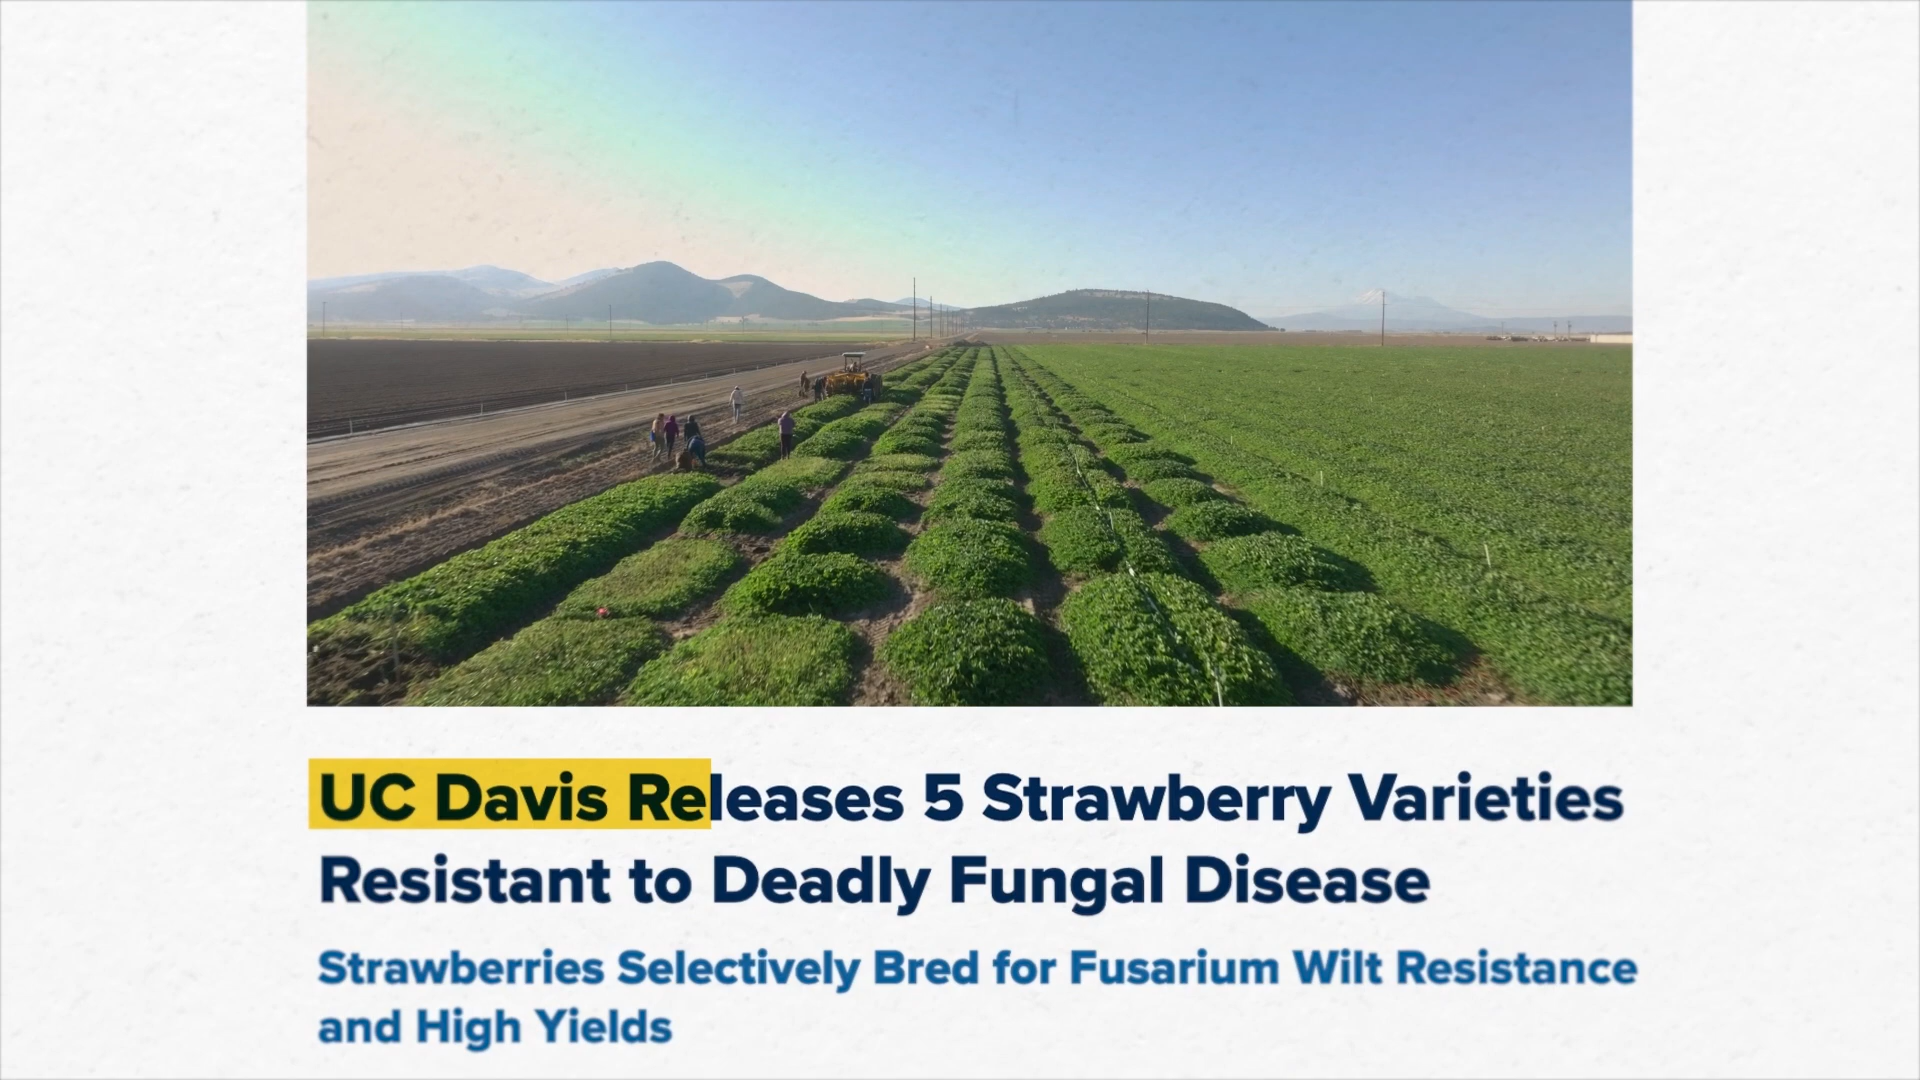 UC Davis Releases 5 Strawberry Varieties
Resistant to Deadly Fungal Disease
Strawberries Selectively Bred for Fusarium Wilt Resistance
and High Yields